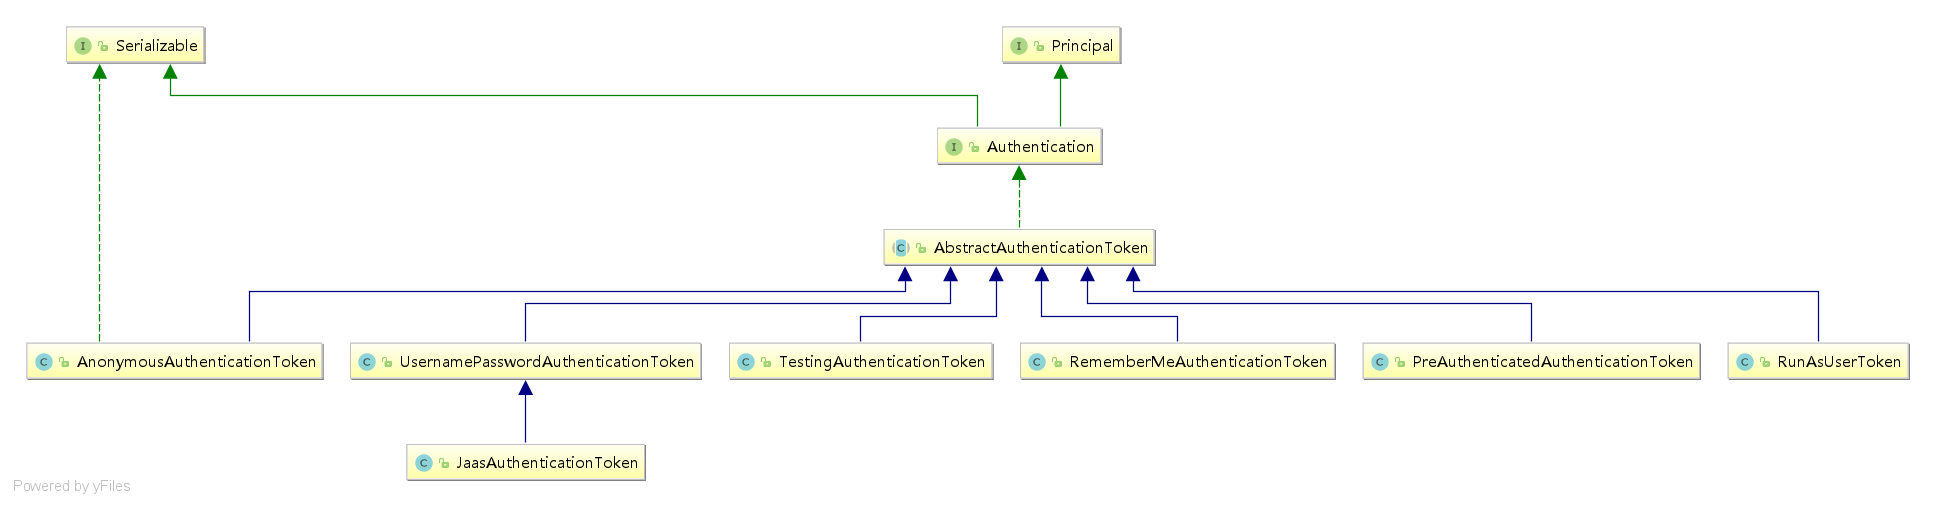 I Serializable
I Principal
I Authentication
C AbstractAuthenticationToken
C AnonymousAuthenticationToken
C UsernamePasswordAuthenticationToken
C TestingAuthenticationToken
C RememberMeAuthenticationToken
C PreAuthenticatedAuthenticationToken
C RunAsUserToken
C JaasAuthenticationToken
Powered by yFiles